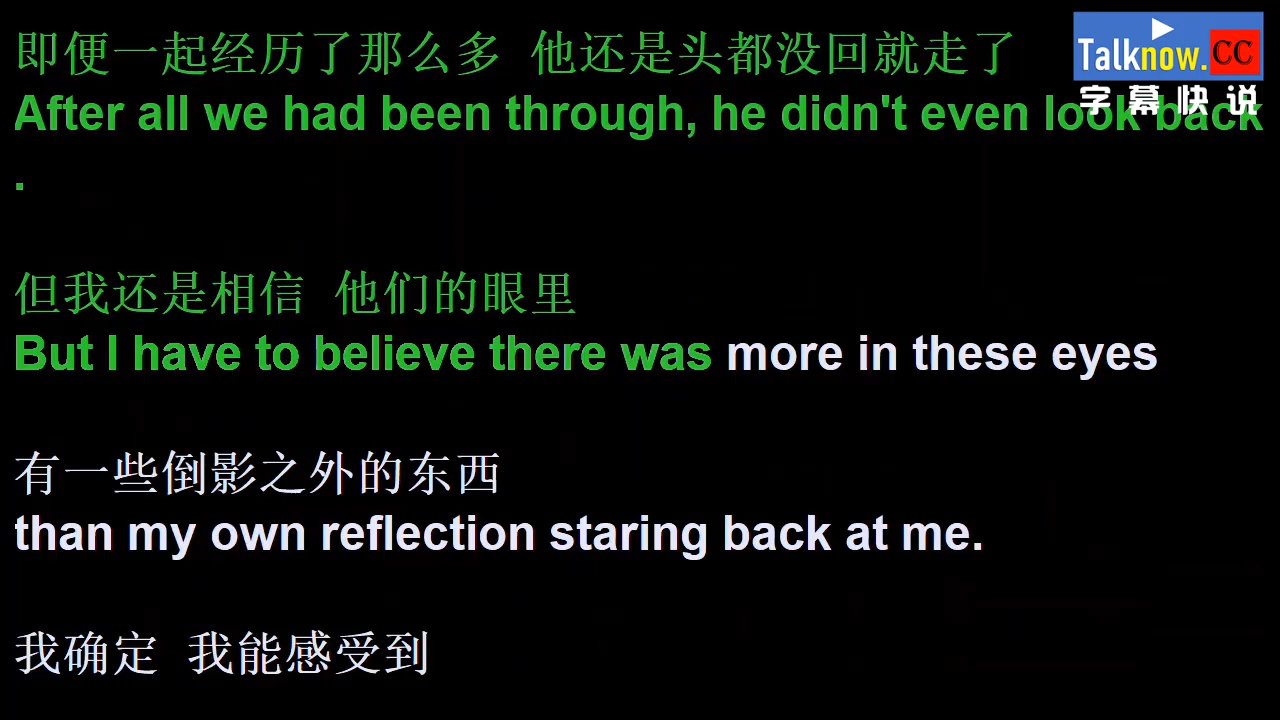 即便一起经历了那么多 他还是头都没回就走了
After all we had been through, he didn't even look back
.
Talknow.CC
字幕快说
但我还是相信 他们的眼里
But I have to believe there was more in these eyes
有一些倒影之外的东西
than my own reflection staring back at me.
我确定 我能感受到